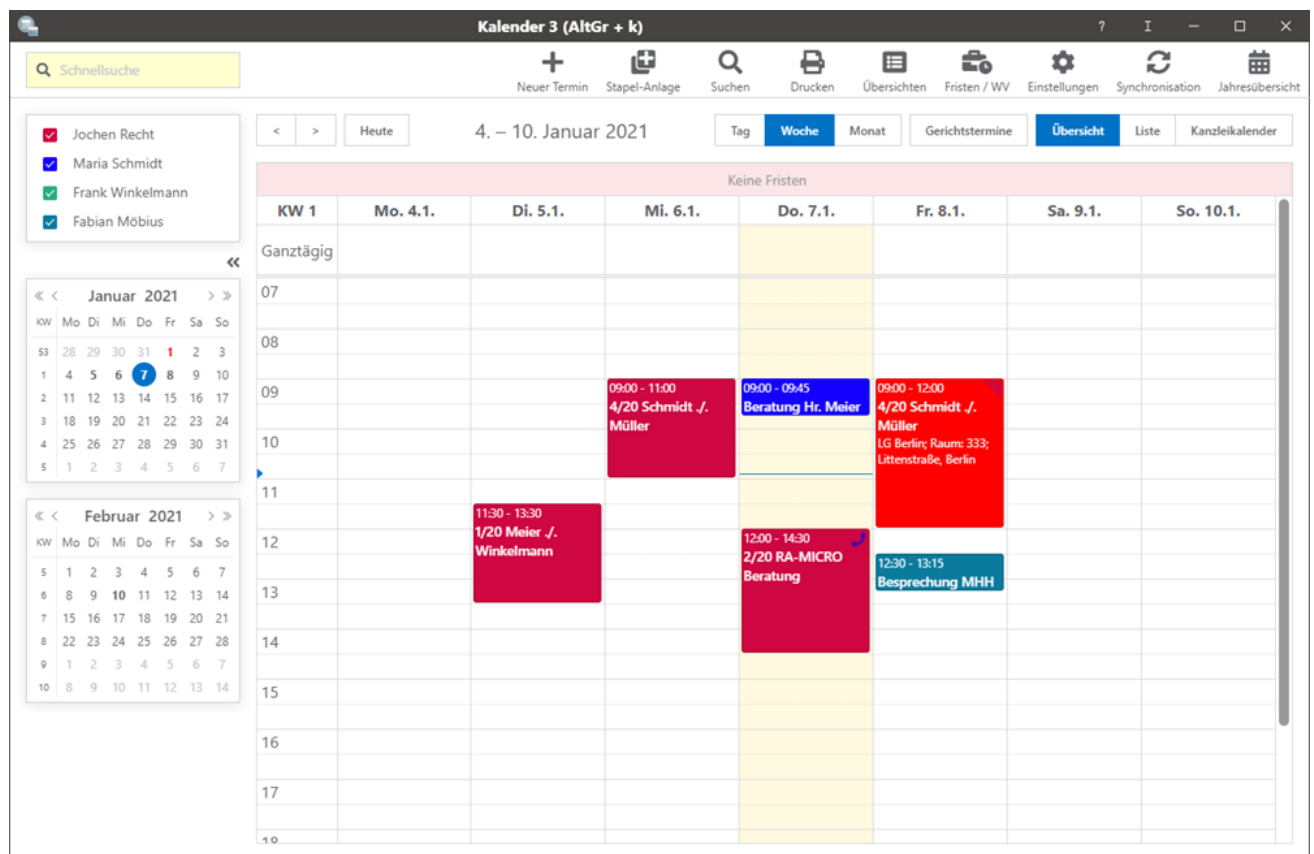 Kalender 3 (AltGr + k)
Schnellsuche
Neuer Termin Stapel-Anlage Suchen Drucken Übersichten Fristen / WV Einstellungen Synchronisation Jahresübersicht
Jochen Recht
Maria Schmidt
Frank Winkelmann
Fabian Möbius
< > Heute 4. – 10. Januar 2021 Tag Woche Monat Gerichtstermine Übersicht Liste Kanzleikalender
Keine Fristen
KW 1 Mo. 4.1. Di. 5.1. Mi. 6.1. Do. 7.1. Fr. 8.1. Sa. 9.1. So. 10.1.
Ganztägig
Januar 2021
KW Mo Di Mi Do Fr Sa So
53 28 29 30 31 1 2 3
1 4 5 6 7 8 9 10
2 11 12 13 14 15 16 17
3 18 19 20 21 22 23 24
4 25 26 27 28 29 30 31
5 1 2 3 4 5 6 7
Februar 2021
KW Mo Di Mi Do Fr Sa So
5 1 2 3 4 5 6 7
6 8 9 10 11 12 13 14
7 15 16 17 18 19 20 21
8 22 23 24 25 26 27 28
9 1 2 3 4 5 6 7
10 8 9 10 11 12 13 14
07
08
09
10
11
12
13
14
15
16
17
18
11:30 - 13:30
1/20 Meier ./.
Winkelmann
09:00 - 11:00
4/20 Schmidt ./.
Müller
09:00 - 09:45
Beratung Hr. Meier
12:00 - 14:30
2/20 RA-MICRO
Beratung
09:00 - 12:00
4/20 Schmidt ./.
Müller
LG Berlin; Raum: 333;
Littenstraße, Berlin
12:30 - 13:15
Besprechung MHH